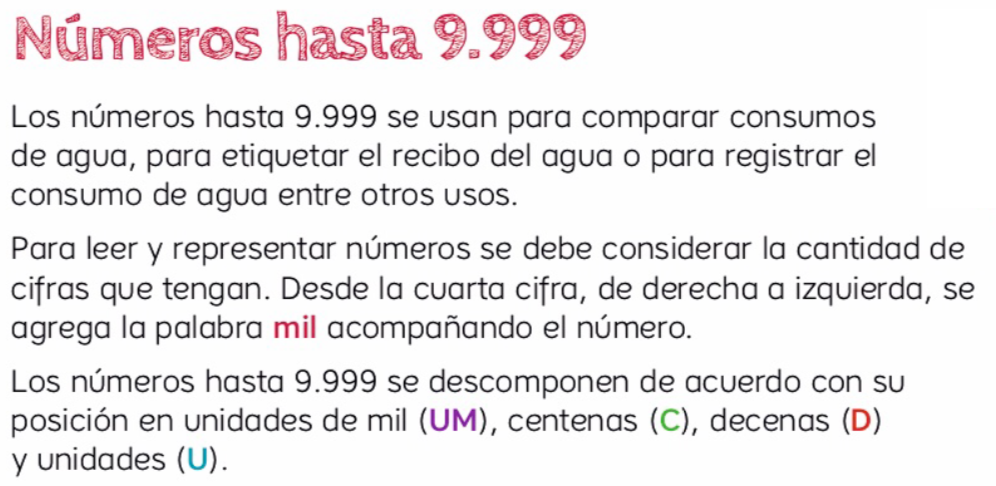 Números hasta 9.999
Los números hasta 9.999 se usan para comparar consumos
de agua, para etiquetar el recibo del agua o para registrar el
consumo de agua entre otros usos.
Para leer y representar números se debe considerar la cantidad de
cifras que tengan. Desde la cuarta cifra, de derecha a izquierda, se
agrega la palabra mil acompañando el número.
Los números hasta 9.999 se descomponen de acuerdo con su
posición en unidades de mil (UM), centenas (C), decenas (D)
y unidades (U).